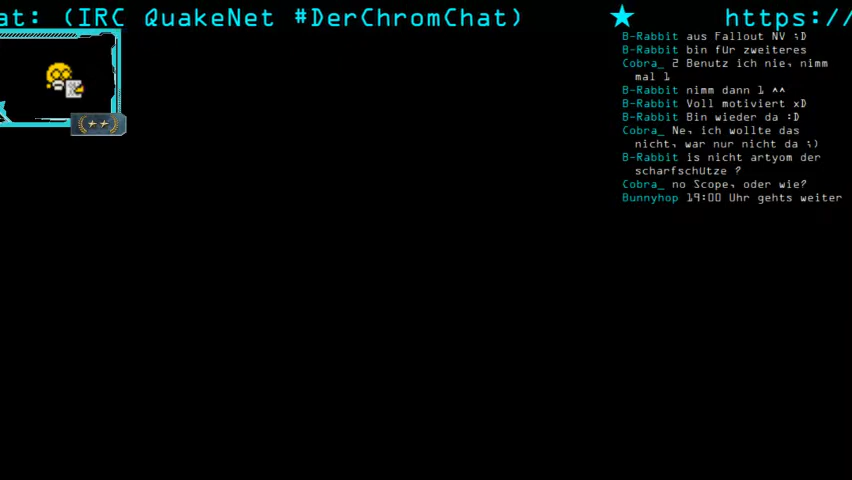 at: (IRC QuakeNet #DerChromChat) ★ https://
B-Rabbit aus Fallout NV ;D
B-Rabbit bin für zweiteres
Cobra_ 2 Benutz ich nie, nimm
mal 1
B-Rabbit nimm dann 1 ^^
B-Rabbit Voll motiviert xD
B-Rabbit Bin wieder da :D
Cobra_ Ne, ich wollte das
nicht, war nur nicht da ;)
B-Rabbit is nicht artyom der
scharfschütze ?
Cobra_ no Scope, oder wie?
Bunnyhop 19:00 Uhr gehts weiter